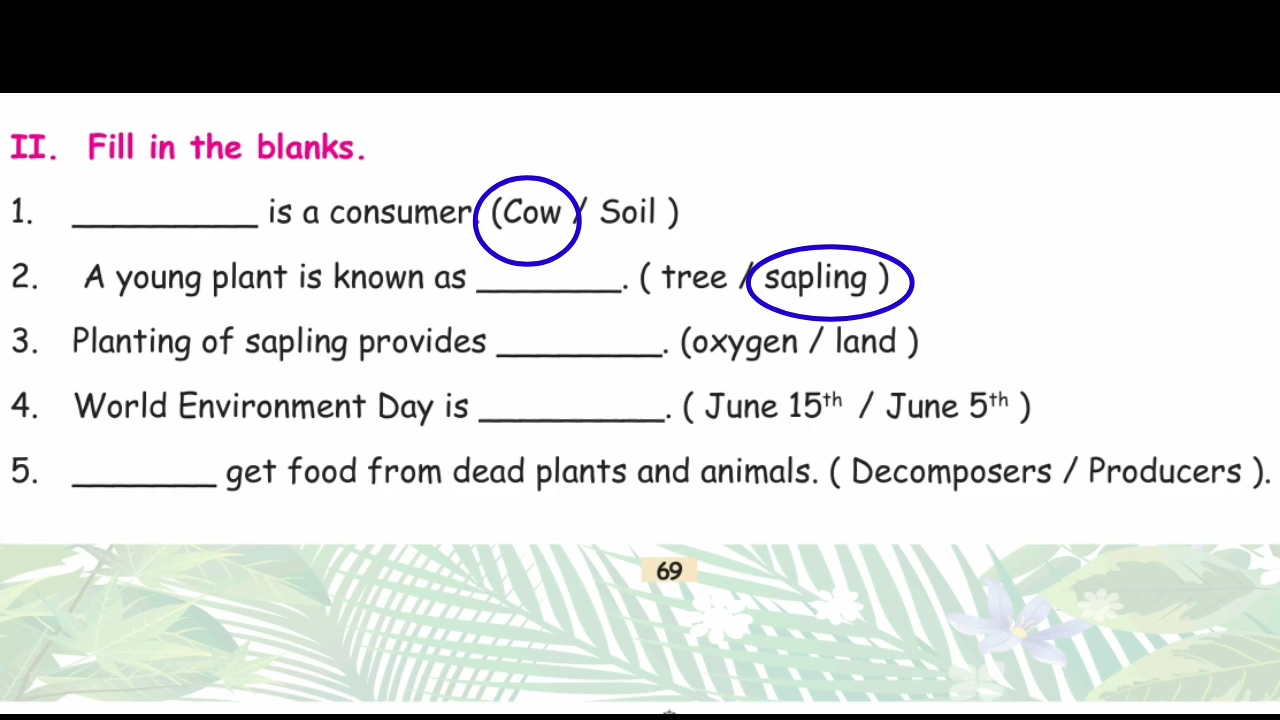 II. Fill in the blanks.
1. __________ is a consumer. (Cow / Soil )
2. A young plant is known as ________. ( tree / sapling )
3. Planting of sapling provides _________. (oxygen / land )
4. World Environment Day is __________. ( June 15th / June 5th )
5. ________ get food from dead plants and animals. ( Decomposers / Producers ).
69